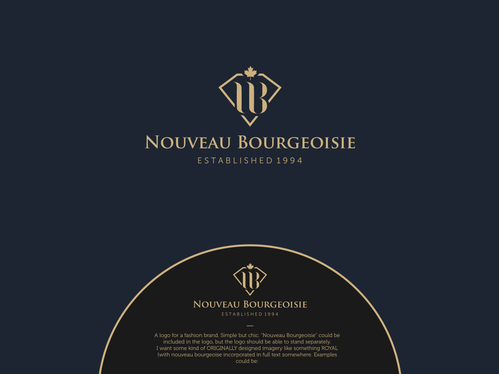 NB
NOUVEAU BOURGEOISIE
ESTABLISHED 1994
NB
NOUVEAU BOURGEOISIE
ESTABLISHED 1994
A logo for a fashion brand. Simple but chic. 'Nouveau Bourgeoisie' could be
included in the logo, but the logo should be able to stand separately.
I want some kind of ORIGINALLY designed imagery like something ROYAL
(with nouveau bourgeoise incorporated in full text somewhere. Examples
could be: